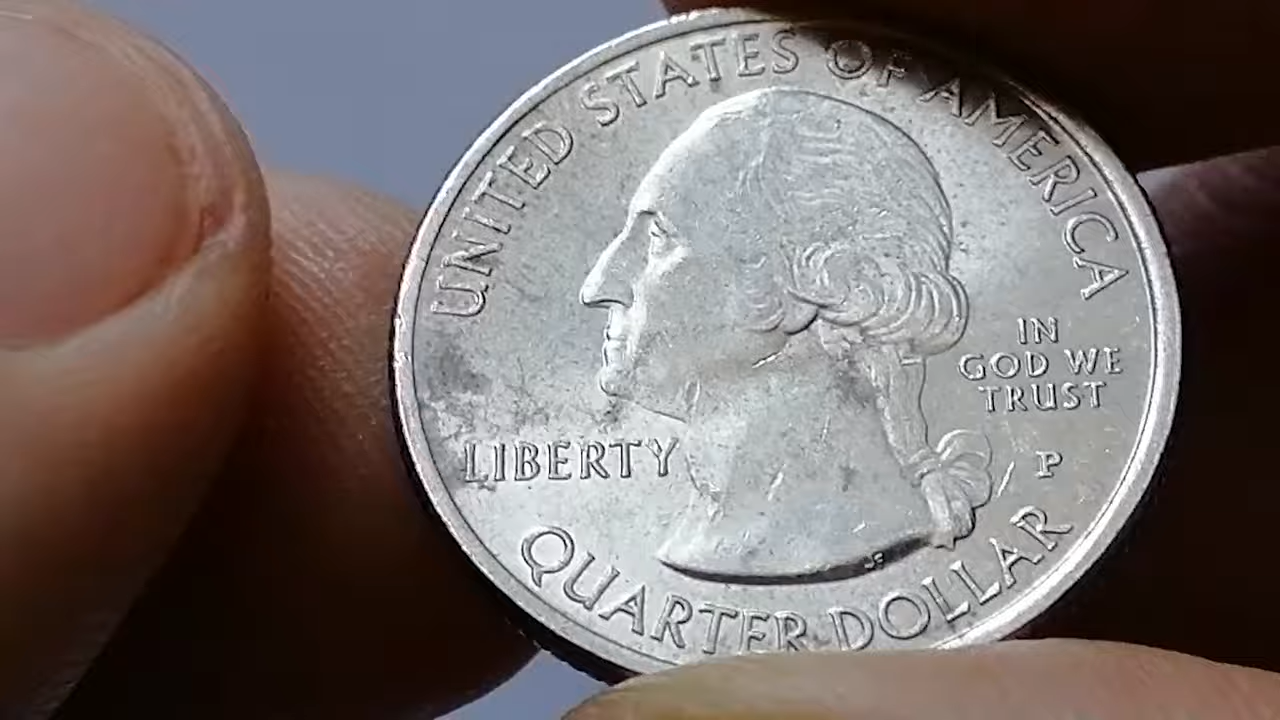 UNITED STATES OF AMERICA
IN
GOD WE
TRUST
LIBERTY
P
QUARTER DOLLAR